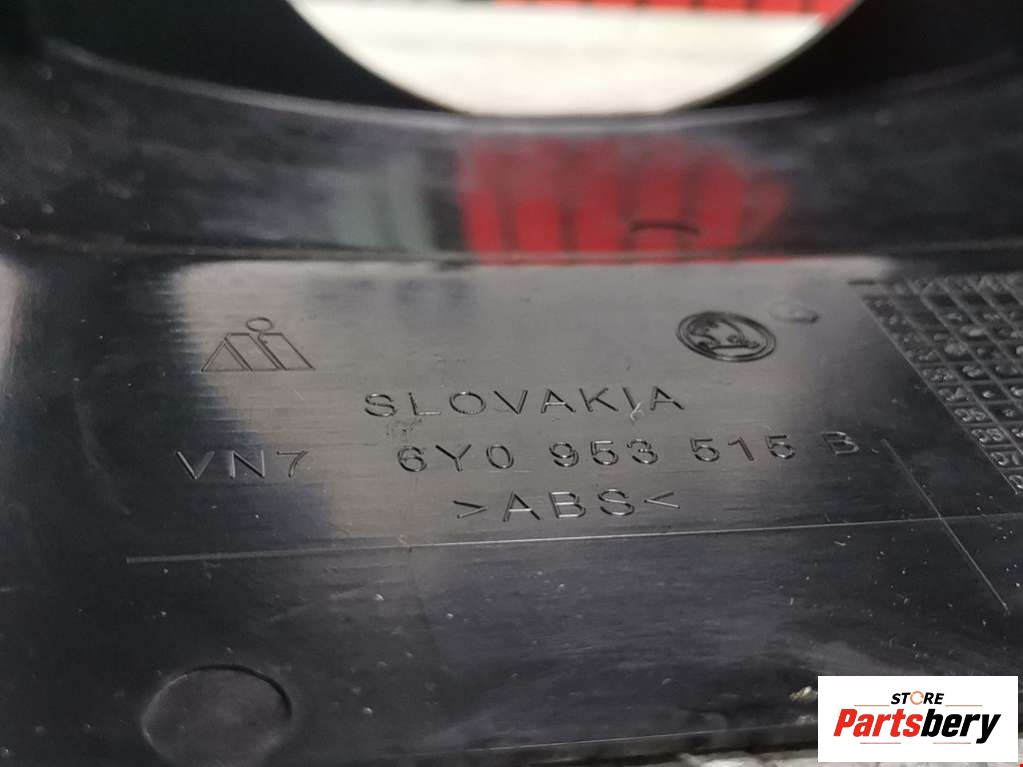 SLOVAKIA
VN7 6Y0 953 515 B
>ABS<
STORE
Partsbery